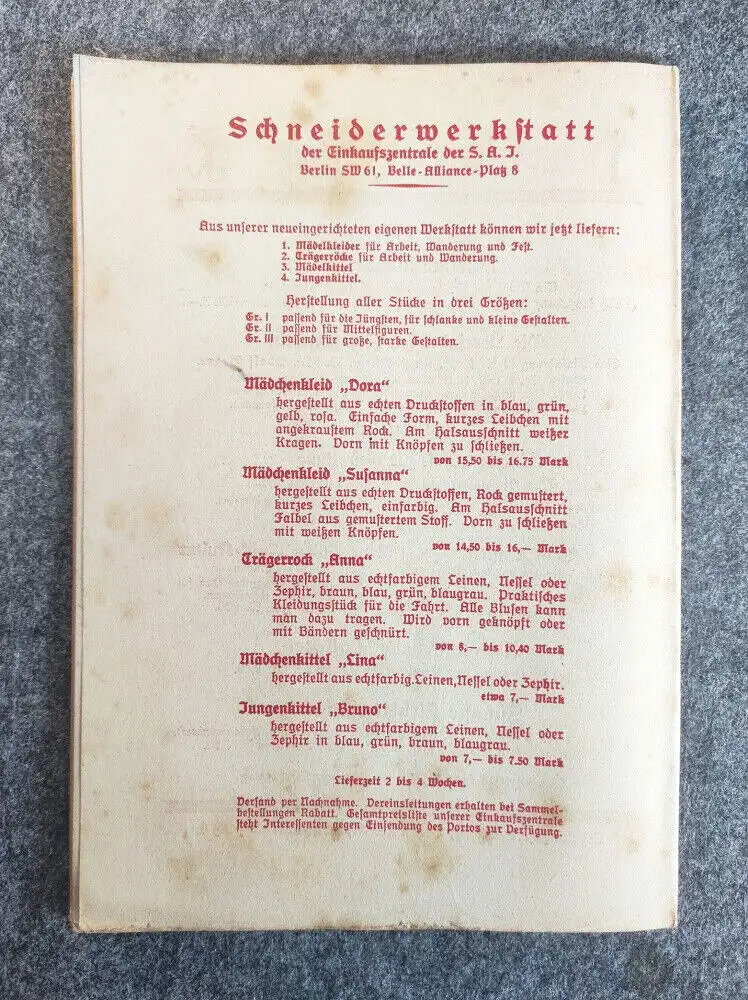 Schneiderwerkstatt
der Einkaufszentrale der S. A. J.
Berlin SW 61, Belle-Alliance-Platz 8
Aus unserer neueingerichteten eigenen Werkstatt können wir jetzt liefern:
1. Mädelkleider für Arbeit, Wanderung und Fest.
2. Trägerröcke für Arbeit und Wanderung.
3. Mädelkittel
4. Jungenkittel.
Herstellung aller Stücke in drei Größen:
Gr. I passend für die Jüngsten, für schlanke und kleine Gestalten.
Gr. II passend für Mittelfiguren.
Gr. III passend für große, starke Gestalten.
Mädchenkleid „Dora“
hergestellt aus echten Druckstoffen in blau, grün,
gelb, rosa. Einfache Form, kurzes Leibchen mit
angekraustem Rock. Am Halsausschnitt weißer
Kragen. Dorn mit Knöpfen zu schließen.
von 15,50 bis 16.75 Mark
Mädchenkleid „Susanna“
hergestellt aus echten Druckstoffen, Rock gemustert,
kurzes Leibchen, einfarbig. Am Halsausschnitt
Falbel aus gemustertem Stoff. Dorn zu schließen
mit weißen Knöpfen.
von 14,50 bis 16,— Mark
Trägerrock „Anna“
hergestellt aus echtfarbigem Leinen, Nessel oder
Zephir, braun, blau, grün, blaugrau. Praktisches
Kleidungsstück für die Fahrt. Alle Blusen kann
man dazu tragen. Wird vorn geknöpft oder
mit Bändern geschnürt.
von 8,— bis 10,40 Mark
Mädchenkittel „Lina“
hergestellt aus echtfarbig.Leinen,Nessel oder Zephir.
etwa 7,— Mark
Jungenkittel „Bruno“
hergestellt aus echtfarbigem Leinen, Nessel oder
Zephir in blau, grün, braun, blaugrau.
von 7,— bis 7.50 Mark
Lieferzeit 2 bis 4 Wochen.
Versand per Nachnahme. Vereinsleitungen erhalten bei Sammel-
bestellungen Rabatt. Gesamtpreisliste unserer Einkaufszentrale
steht Interessenten gegen Einsendung des Portos zur Verfügung.